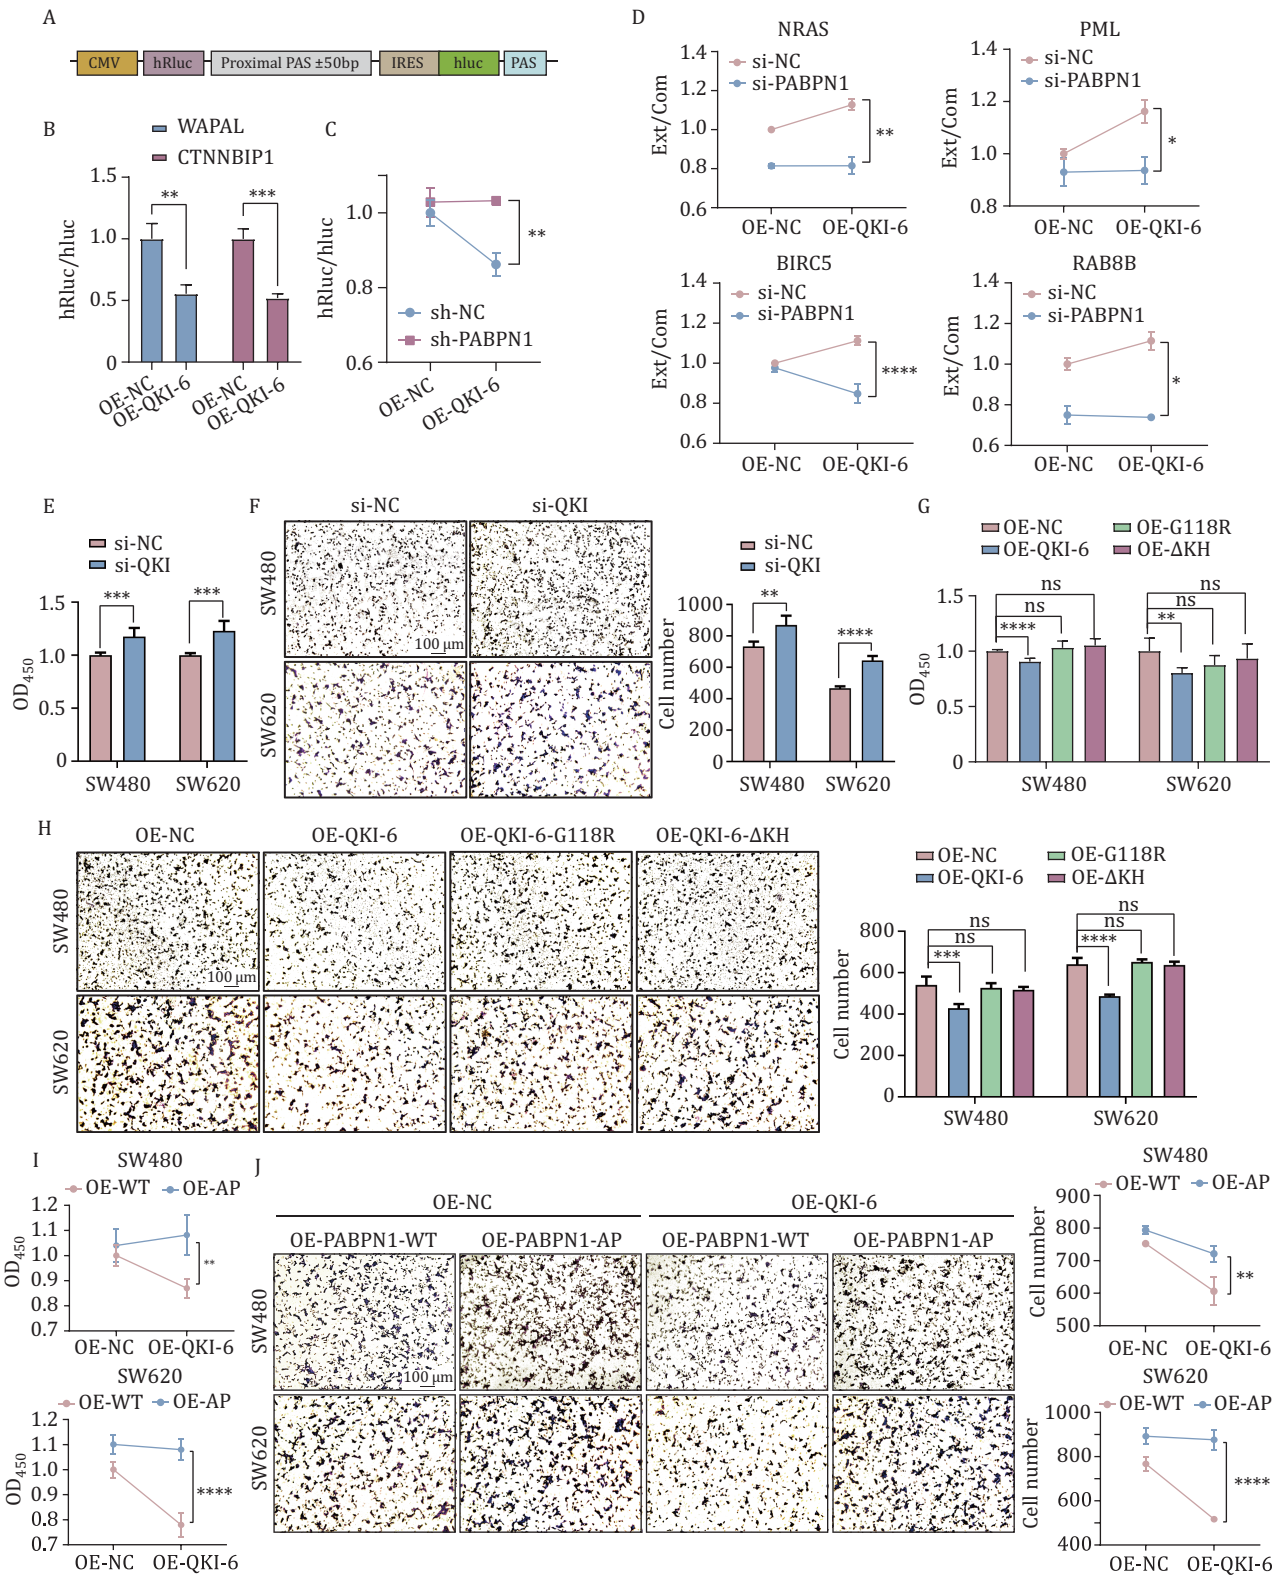 A
CMV
hRluc
Proximal PAS ±50bp
IRES
hluc
PAS
B
WAPAL
CTNNBIP1
hRluc/hluc
1.5
1.0
0.5
0
**
***
OE-NC
OE-QKI-6
OE-NC
OE-QKI-6
C
hRluc/hluc
1.0
0.6
**
sh-NC
sh-PABPN1
OE-NC
OE-QKI-6
D
NRAS
si-NC
si-PABPN1
Ext/Com
1.4
1.2
1.0
0.8
0.6
**
OE-NC
OE-QKI-6
PML
si-NC
si-PABPN1
Ext/Com
1.4
1.2
1.0
0.8
*
OE-NC
OE-QKI-6
BIRC5
si-NC
si-PABPN1
Ext/Com
1.4
1.2
1.0
0.8
0.6
****
OE-NC
OE-QKI-6
RAB8B
si-NC
si-PABPN1
Ext/Com
1.4
1.2
1.0
0.8
0.6
*
OE-NC
OE-QKI-6
E
si-NC
si-QKI
OD450
1.5
1.0
0.5
0
***
***
SW480
SW620
F
si-NC
si-QKI
SW480
100 μm
SW620
si-NC
si-QKI
Cell number
1000
800
600
400
200
0
**
****
SW480
SW620
G
OE-NC
OE-G118R
OE-QKI-6
OE-ΔKH
OD450
1.5
1.0
0.5
0
ns
ns
****
ns
ns
**
SW480
SW620
H
OE-NC
OE-QKI-6
OE-QKI-6-G118R
OE-QKI-6-ΔKH
SW480
100 μm
SW620
OE-NC
OE-G118R
OE-QKI-6
OE-ΔKH
Cell number
800
600
400
200
0
ns
ns
***
ns
ns
****
SW480
SW620
I
SW480
OE-WT
OE-AP
OD450
1.2
1.1
1.0
0.9
0.8
0.7
**
OE-NC
OE-QKI-6
SW620
OE-WT
OE-AP
OD450
1.2
1.1
1.0
0.9
0.8
0.7
****
OE-NC
OE-QKI-6
J
OE-NC
OE-QKI-6
OE-PABPN1-WT
OE-PABPN1-AP
OE-PABPN1-WT
OE-PABPN1-AP
SW480
100 μm
SW620
SW480
OE-WT
OE-AP
Cell number
900
800
700
600
500
**
OE-NC
OE-QKI-6
SW620
OE-WT
OE-AP
Cell number
1000
800
600
400
****
OE-NC
OE-QKI-6